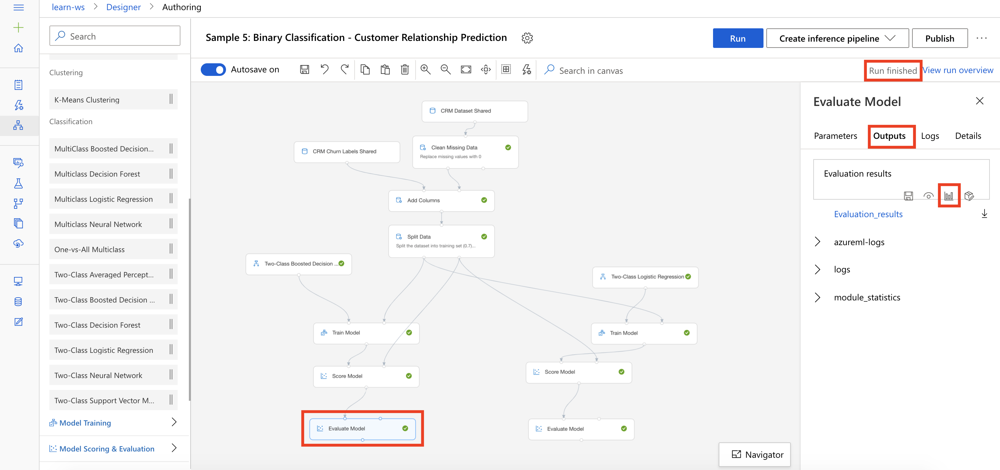 learn-ws > Designer > Authoring
Search
Clustering
K-Means Clustering
Classification
MultiClass Boosted Decision...
Multiclass Decision Forest
Multiclass Logistic Regression
Multiclass Neural Network
One-vs-All Multiclass
Two-Class Averaged Percept...
Two-Class Boosted Decision ...
Two-Class Decision Forest
Two-Class Logistic Regression
Two-Class Neural Network
Two-Class Support Vector M...
Model Training
Model Scoring & Evaluation
Sample 5: Binary Classification - Customer Relationship Prediction
Run
Create inference pipeline
Publish
Autosave on
Search in canvas
Run finished
View run overview
CRM Dataset Shared
CRM Churn Labels Shared
Clean Missing Data
Replace missing values with 0
Add Columns
Split Data
Split the dataset into training set (0.7)...
Two-Class Boosted Decision ...
Two-Class Logistic Regression
Train Model
Train Model
Score Model
Score Model
Evaluate Model
Evaluate Model
Navigator
Evaluate Model
Parameters
Outputs
Logs
Details
Evaluation results
Evaluation_results
azureml-logs
logs
module_statistics